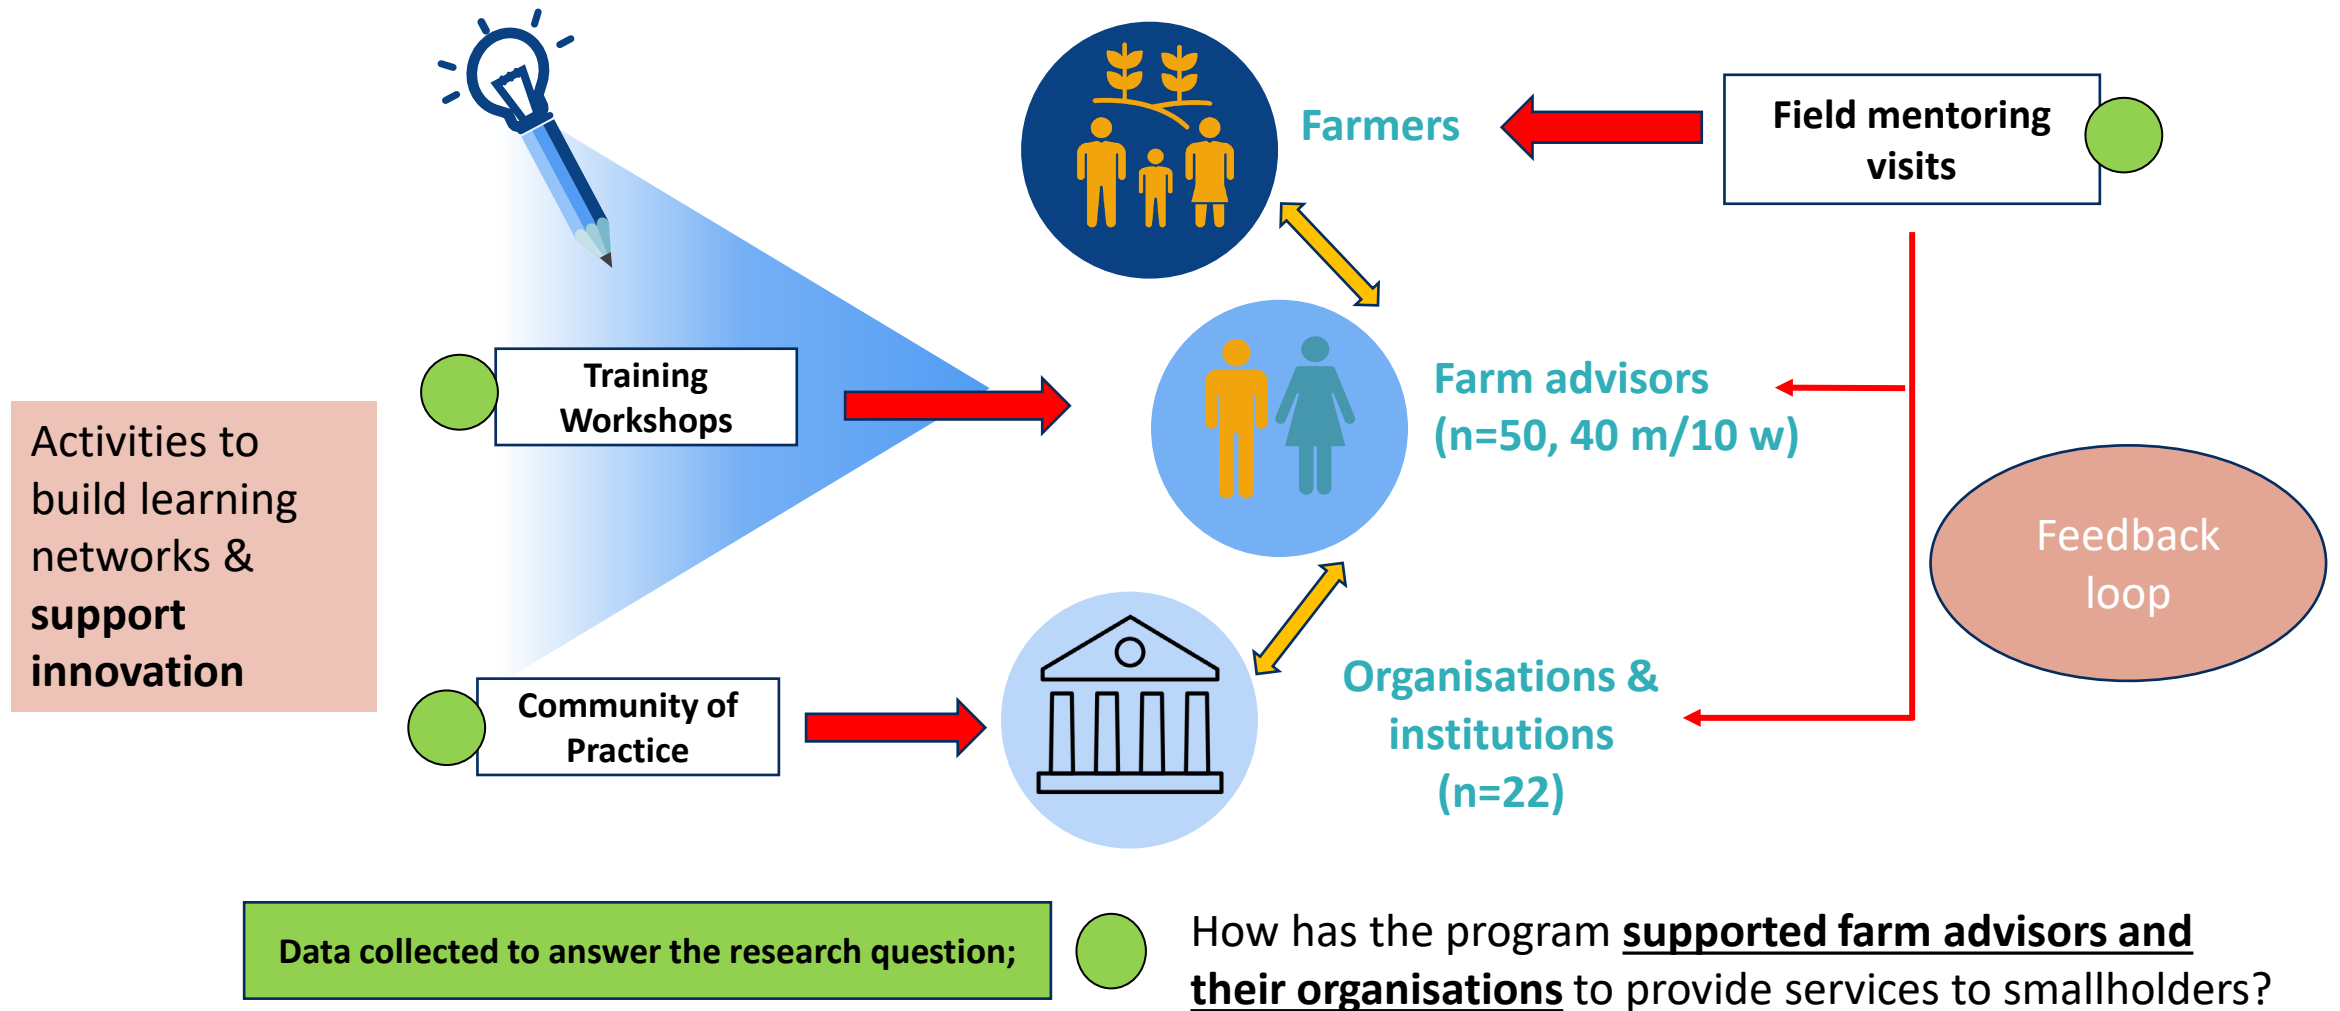 Farmers
Field mentoring
visits
Training
Workshops
Farm advisors
(n=50, 40 m/10 w)
Activities to
build learning
networks &
support
innovation
Feedback
loop
Community of
Practice
Organisations &
institutions
(n=22)
Data collected to answer the research question;
How has the program supported farm advisors and
their organisations to provide services to smallholders?